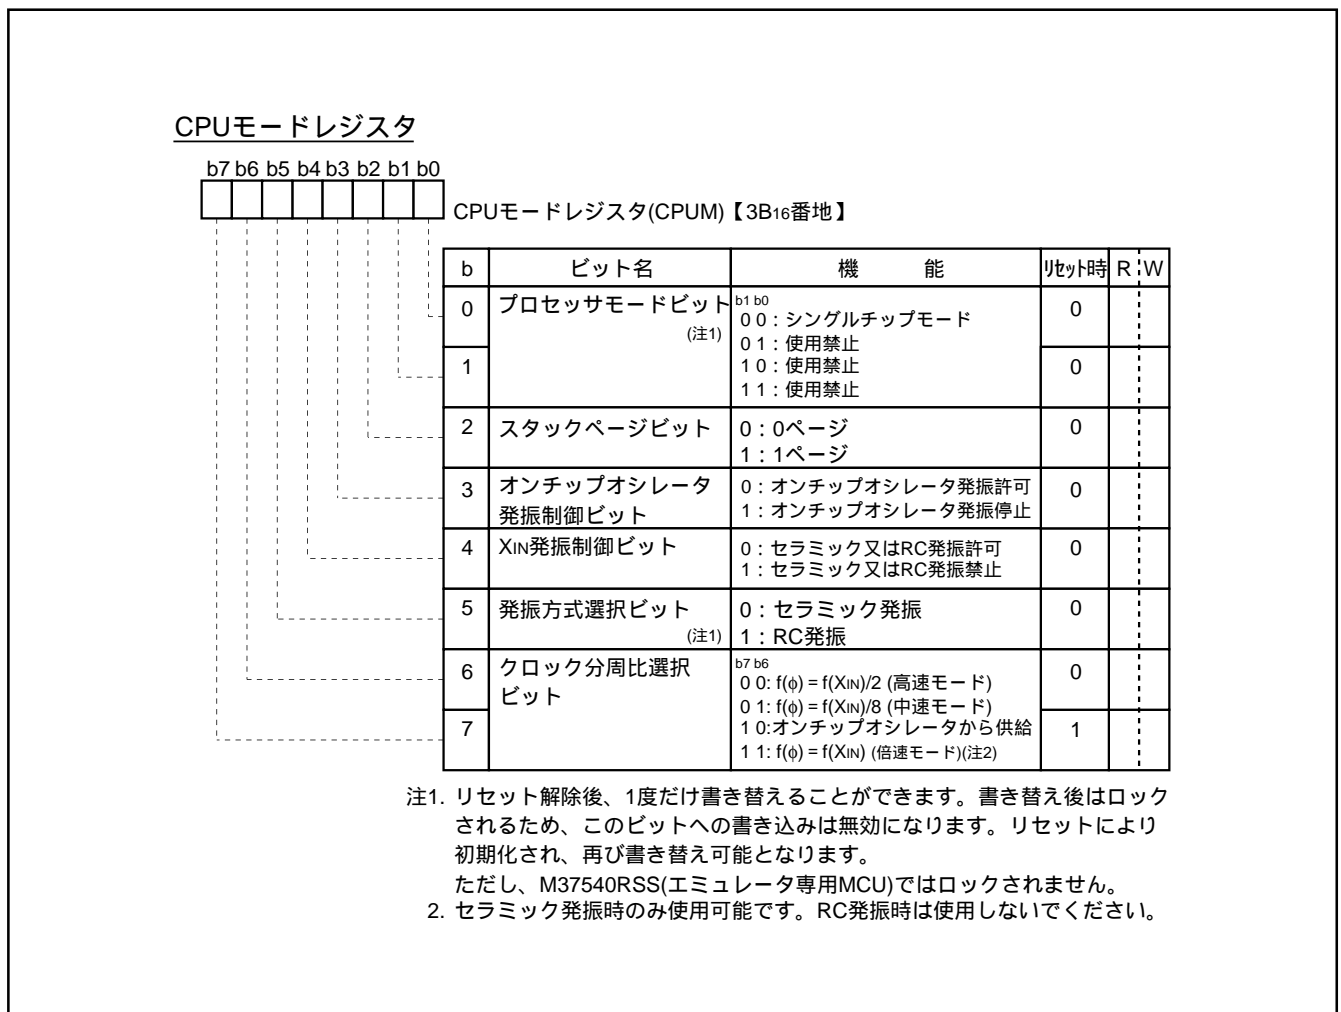 CPUモードレジスタ
b7 b6 b5 b4 b3 b2 b1 b0
CPUモードレジスタ(CPUM)【3B16番地】
b ビット名 機 能 リセット時 R W
0 プロセッサモードビット b1 b0 0
(注1) 0 0：シングルチップモード
0 1：使用禁止
1 1 0：使用禁止 0
1 1：使用禁止
2 スタックページビット 0：0ページ 0
1：1ページ
3 オンチップオシレータ 0：オンチップオシレータ発振許可 0
発振制御ビット 1：オンチップオシレータ発振停止
4 XIN発振制御ビット 0：セラミック又はRC発振許可 0
1：セラミック又はRC発振禁止
5 発振方式選択ビット 0：セラミック発振 0
(注1) 1：RC発振
6 クロック分周比選択 b7 b6 0
ビット 0 0: f(φ) = f(XIN)/2 (高速モード)
0 1: f(φ) = f(XIN)/8 (中速モード)
7 1 0:オンチップオシレータから供給 1
1 1: f(φ) = f(XIN) (倍速モード)(注2)
注1. リセット解除後、1度だけ書き替えることができます。書き替え後はロック
されるため、このビットへの書き込みは無効になります。リセットにより
初期化され、再び書き替え可能となります。
ただし、M37540RSS(エミュレータ専用MCU)ではロックされません。
2. セラミック発振時のみ使用可能です。RC発振時は使用しないでください。